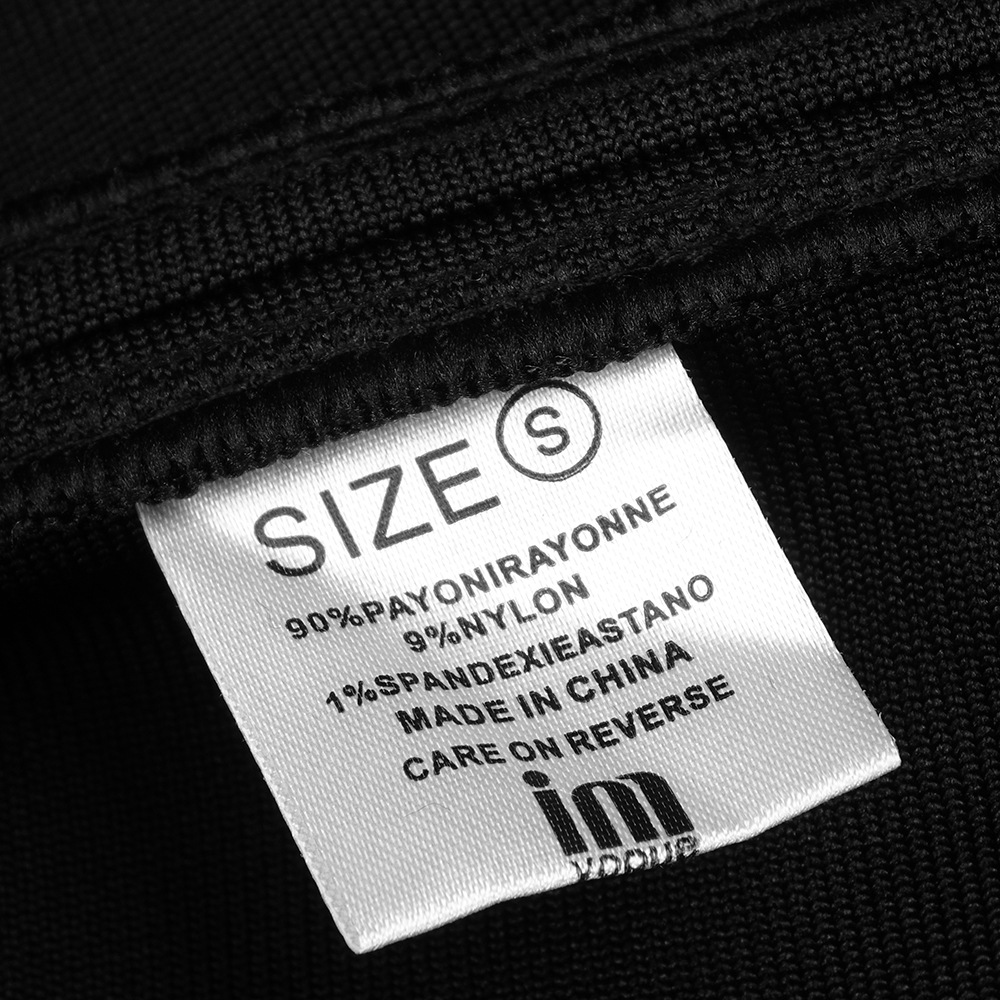 SIZE S
90%PAYONIRAYONNE
9%NYLON
1%SPANDEXIEASTANO
MADE IN CHINA
CARE ON REVERSE
im